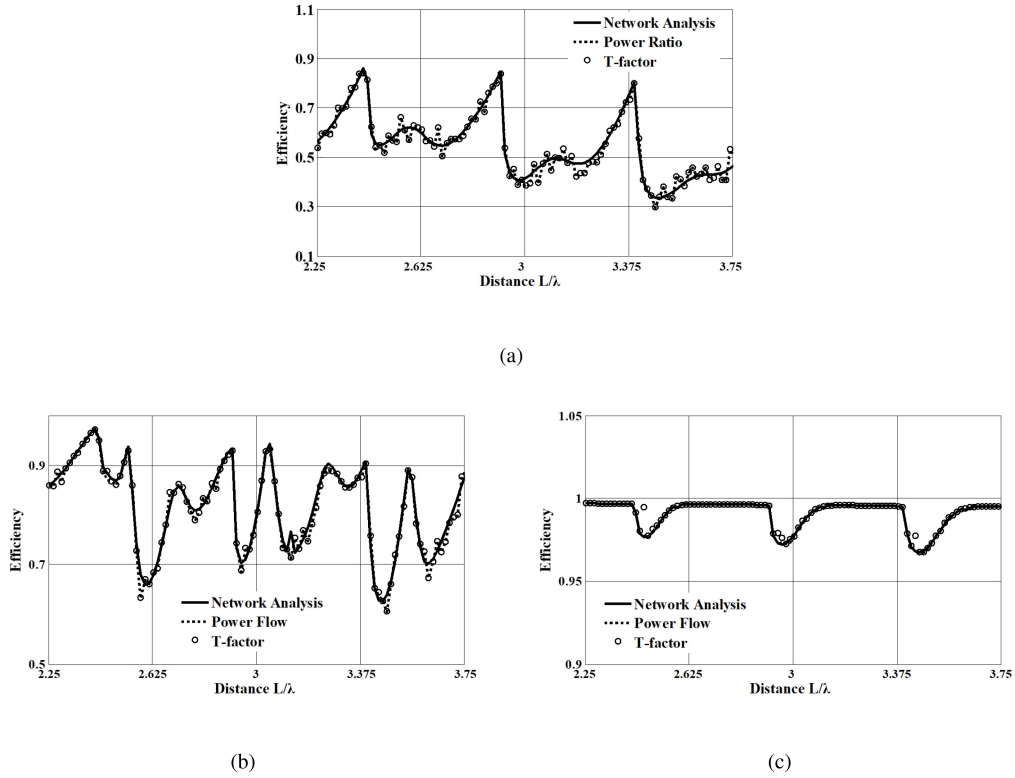 1.1
Network Analysis
Power Ratio
T-factor
0.9
0.7
Efficiency
0.5
0.3
0.1
2.25 2.625 3 3.375 3.75
Distance L/λ
(a)
0.9
Efficiency
0.7
Network Analysis
Power Flow
T-factor
0.5
2.25 2.625 3 3.375 3.75
Distance L/λ
(b)
1.05
1
Efficiency
0.95
Network Analysis
Power Flow
T-factor
0.9
2.25 2.625 3 3.375 3.75
Distance L/λ
(c)